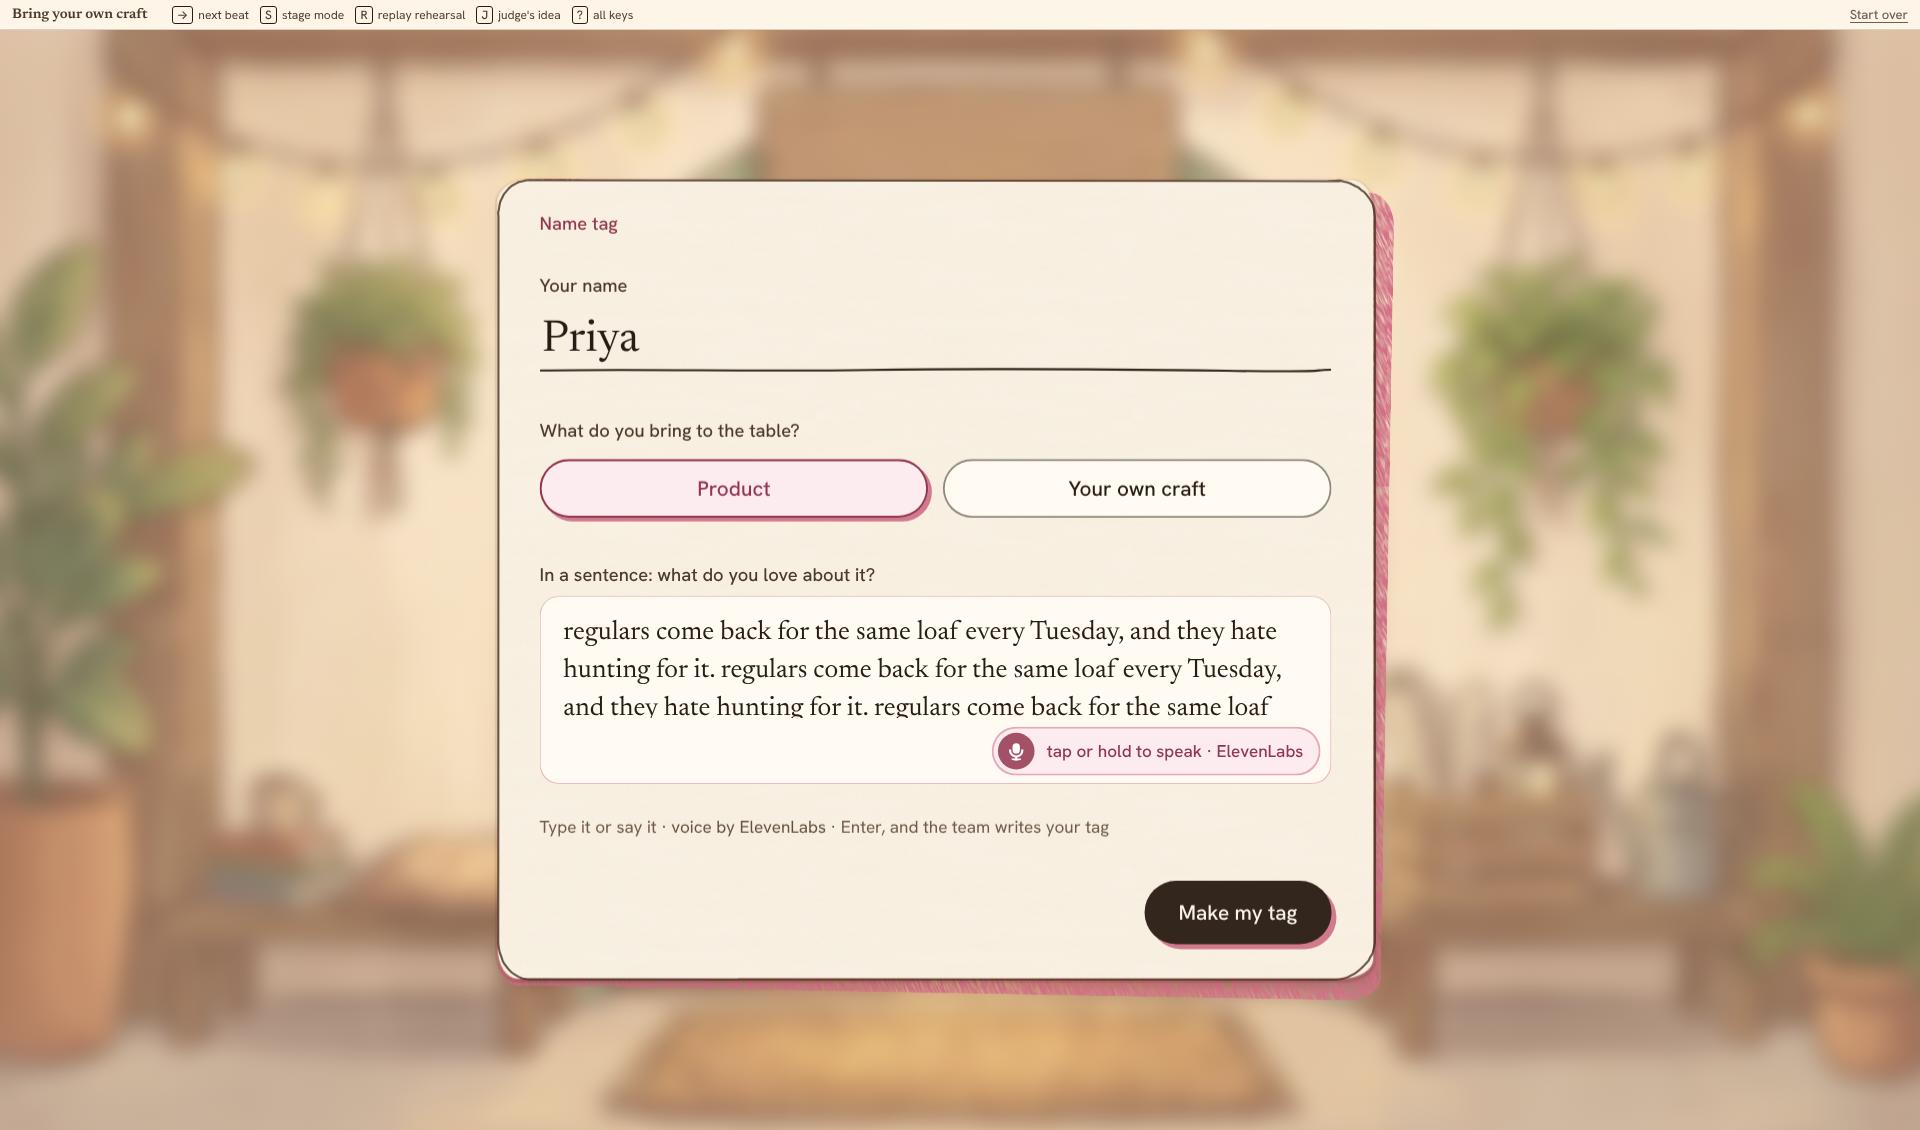 Bring your own craft → next beat S stage mode R replay rehearsal J judge's idea ? all keys Start over
Name tag
Your name
Priya
What do you bring to the table?
Product Your own craft
In a sentence: what do you love about it?
regulars come back for the same loaf every Tuesday, and they hate
hunting for it. regulars come back for the same loaf every Tuesday,
and they hate hunting for it. regulars come back for the same loaf
tap or hold to speak · ElevenLabs
Type it or say it · voice by ElevenLabs · Enter, and the team writes your tag
Make my tag